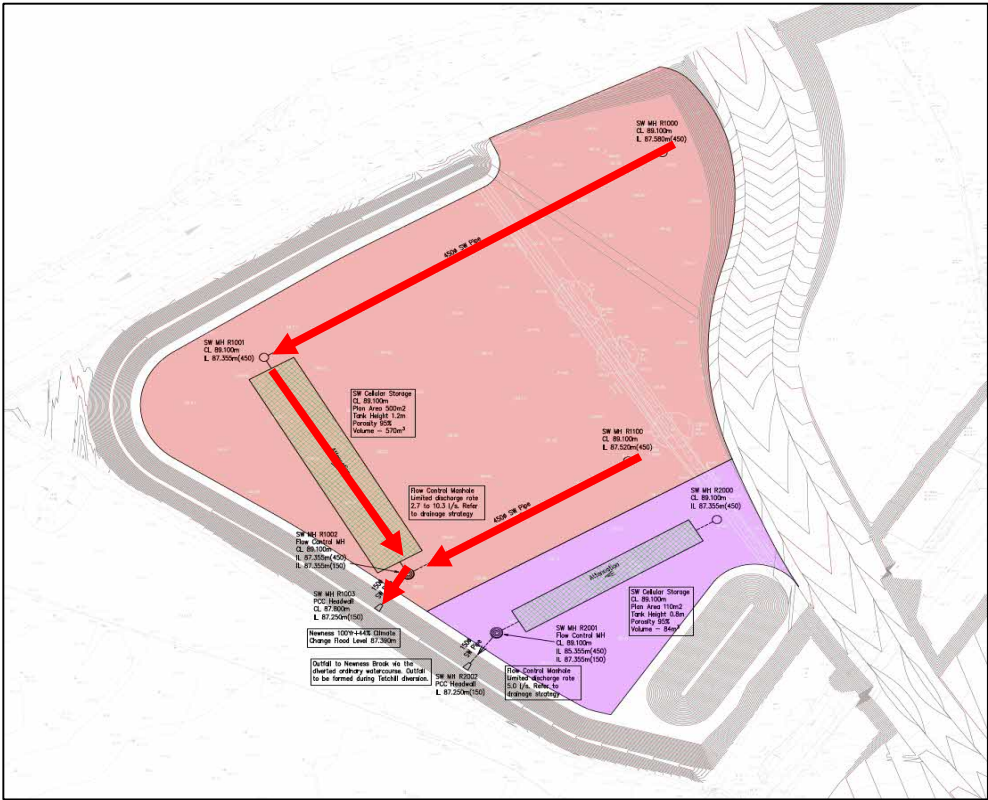 SW MH R1000
CL 89.100m
IL 87.580m(450)
450ø SW Pipe
SW MH R1001
CL 89.100m
IL 87.355m(450)
SW Cellular Storage
CL 89.100m
Plan Area 500m2
Tank Height 1.2m
Porosity 95%
Volume - 570m³
SW MH R1100
CL 89.100m
IL 87.520m(450)
Flow Control Manhole
Limited discharge rate
2.7 to 10.3 l/s. Refer
to drainage strategy
450ø SW Pipe
SW MH R2000
CL 89.100m
IL 87.355m(450)
SW MH R1002
Flow Control MH
CL 89.100m
IL 87.355m(450)
IL 87.355m(150)
150ø
SW
Attenuation
SW MH R1003
PCC Headwall
CL 87.800m
IL 87.250m(150)
SW Cellular Storage
CL 89.100m
Plan Area 110m2
Tank Height 0.8m
Porosity 95%
Volume - 84m³
Newness 100Yr+44% Climate
Change Flood Level 87.390m
SW MH R2001
Flow Control MH
CL 89.100m
IL 85.355m(450)
IL 87.355m(150)
150ø
SW Pipe
Outfall to Newness Brook via the
diverted ordinary watercourse. Outfall
to be formed during Tetchill diversion.
SW MH R2002
PCC Headwall
IL 87.250m(150)
Flow Control Manhole
Limited discharge rate
5.0 l/s. Refer to
drainage strategy